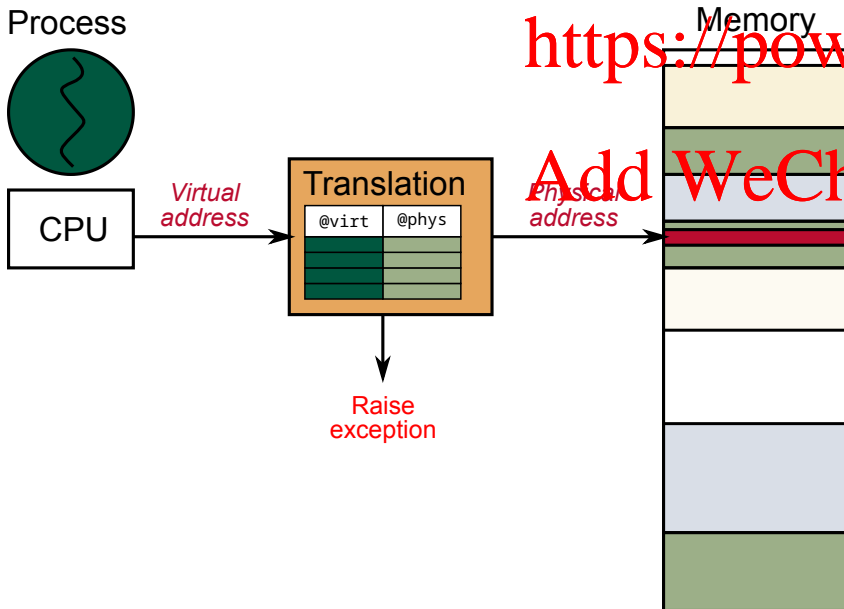 Process
Memory
https://pow
Add WeCh
Translation
Virtual
address
Physical
address
CPU
@virt
@phys
Raise
exception